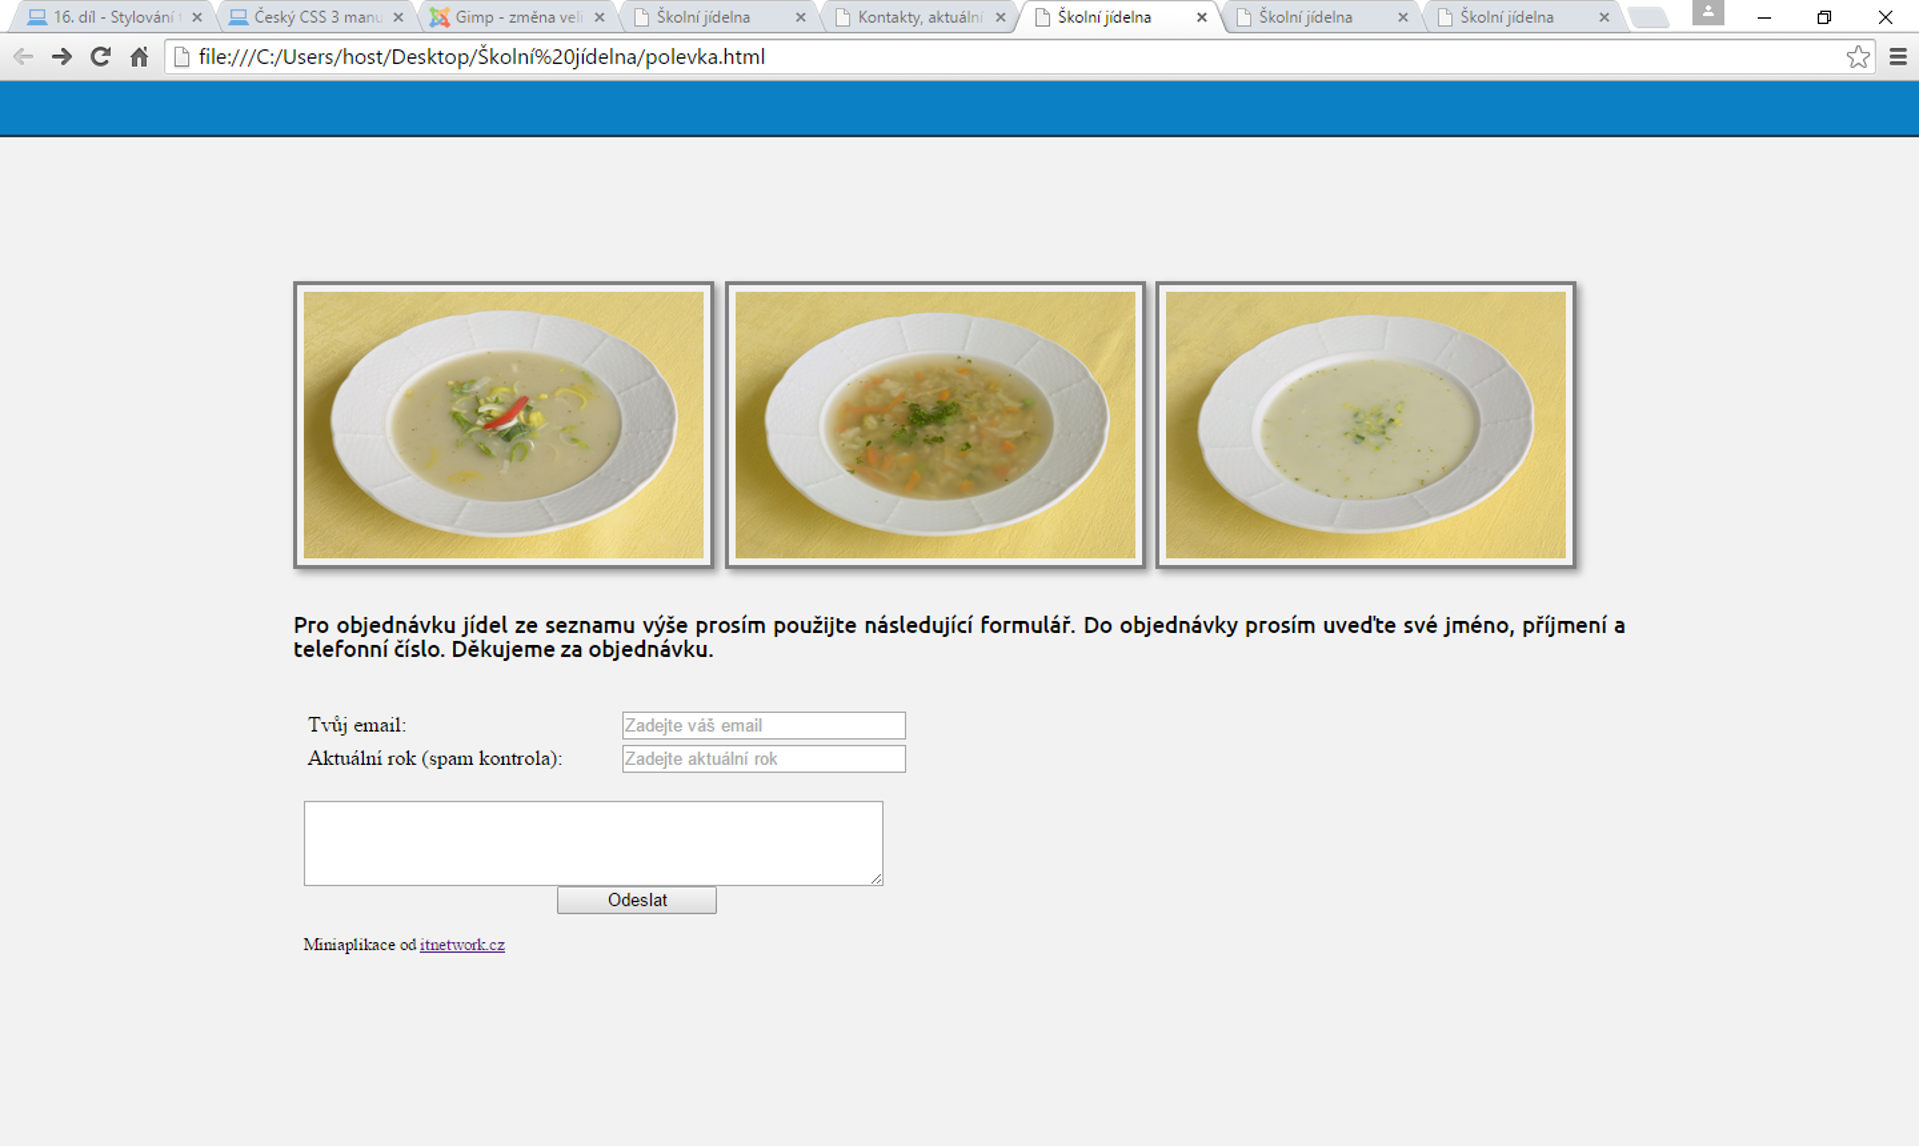 16. díl - Stylování
Český CSS 3 manu
Gimp - změna veli
Školní jídelna
Kontakty, aktuální
Školní jídelna
Školní jídelna
Školní jídelna
file:///C:/Users/host/Desktop/Školní%20jídelna/polevka.html
Pro objednávku jídel ze seznamu výše prosím použijte následující formulář. Do objednávky prosím uveďte své jméno, příjmení a
telefonní číslo. Děkujeme za objednávku.
Tvůj email:
Zadejte váš email
Aktuální rok (spam kontrola):
Zadejte aktuální rok
Odeslat
Miniaplikace od itnetwork.cz